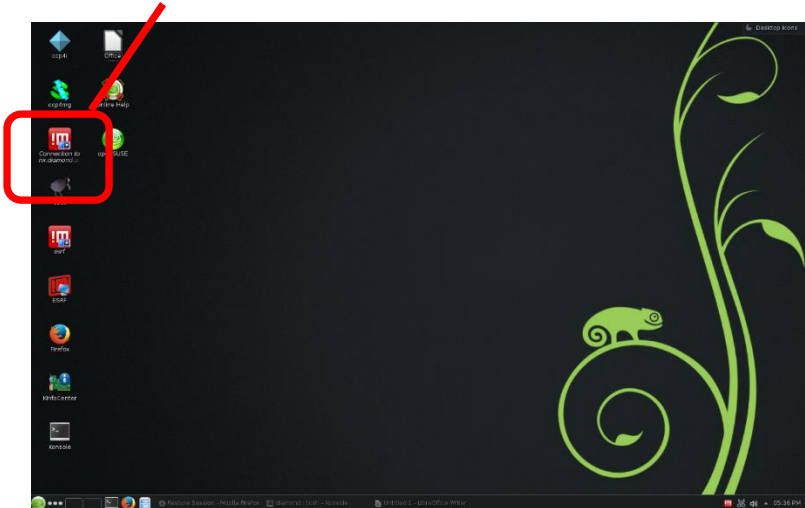 Desktop Icons
ccp4i
Office
ccp4mg
Online Help
Connection to
nx.diamond
openSUSE
esrf
ESRF
Firefox
KInfoCenter
Konsole
Restore Session - Mozilla Firefox
diamond : tcsh - Konsole
Untitled 1 - LibreOffice Writer
05:36 PM